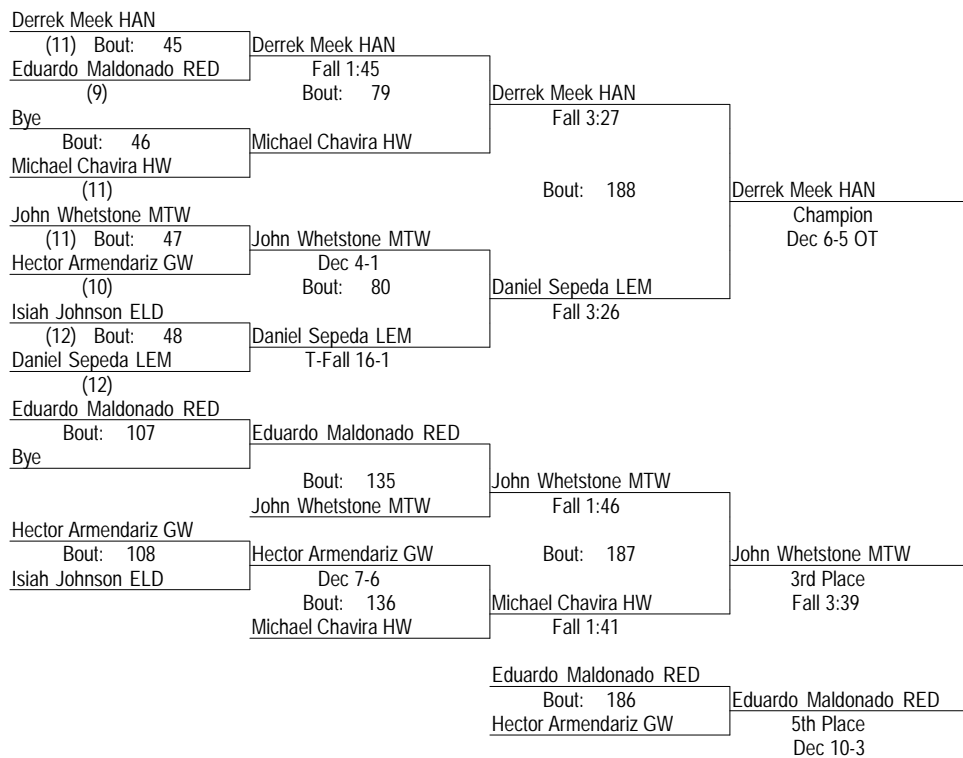 Derrek Meek HAN
(11) Bout: 45 Derrek Meek HAN
Eduardo Maldonado RED Fall 1:45
(9) Bout: 79 Derrek Meek HAN
Bye Fall 3:27
Bout: 46 Michael Chavira HW
Michael Chavira HW
(11) Bout: 188 Derrek Meek HAN
John Whetstone MTW Champion
(11) Bout: 47 John Whetstone MTW Dec 6-5 OT
Hector Armendariz GW Dec 4-1
(10) Bout: 80 Daniel Sepeda LEM
Isiah Johnson ELD Fall 3:26
(12) Bout: 48 Daniel Sepeda LEM
Daniel Sepeda LEM T-Fall 16-1
(12)
Eduardo Maldonado RED
Bout: 107 Eduardo Maldonado RED
Bye
Bout: 135 John Whetstone MTW
John Whetstone MTW Fall 1:46
Hector Armendariz GW
Bout: 108 Hector Armendariz GW Bout: 187 John Whetstone MTW
Isiah Johnson ELD Dec 7-6 3rd Place
Bout: 136 Michael Chavira HW Fall 3:39
Michael Chavira HW Fall 1:41
Eduardo Maldonado RED
Bout: 186 Eduardo Maldonado RED
Hector Armendariz GW 5th Place
Dec 10-3